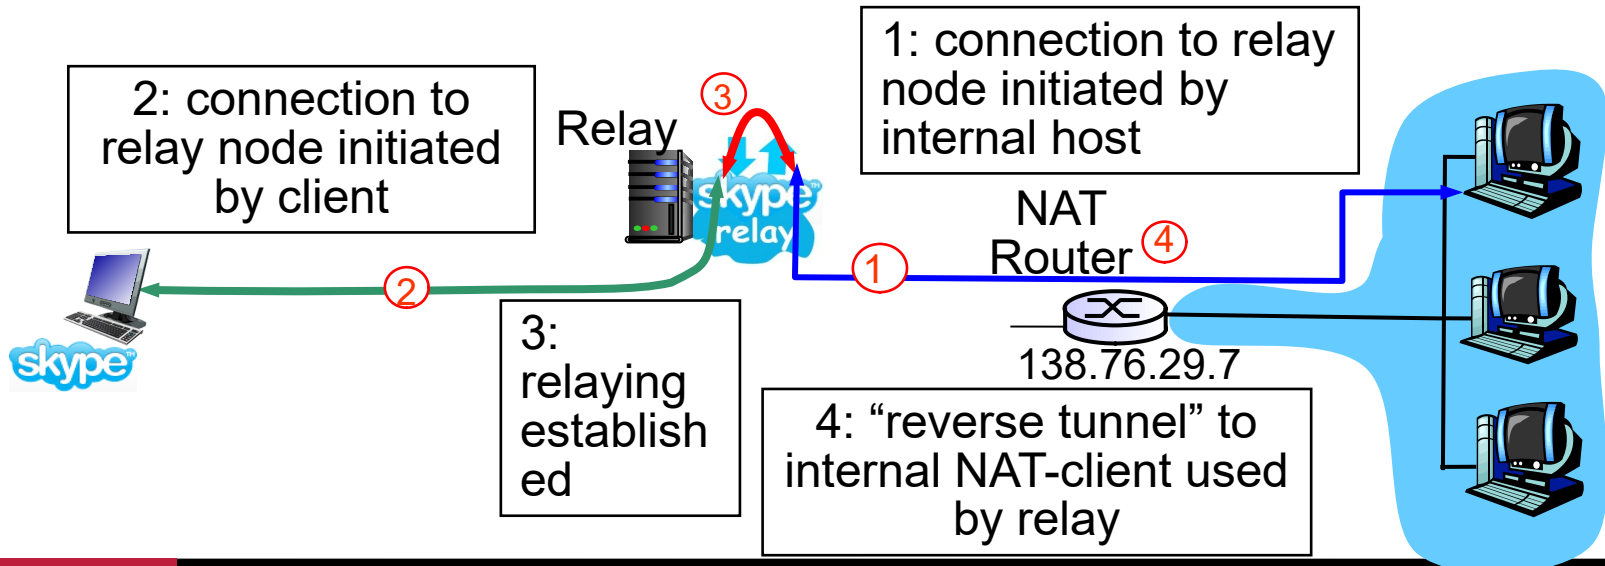 1: connection to relay
node initiated by
internal host
2: connection to
relay node initiated
by client
Relay
3
skype™
relay
NAT
Router
4
1
2
skype™
3:
relaying
establish
ed
138.76.29.7
4: “reverse tunnel” to
internal NAT-client used
by relay